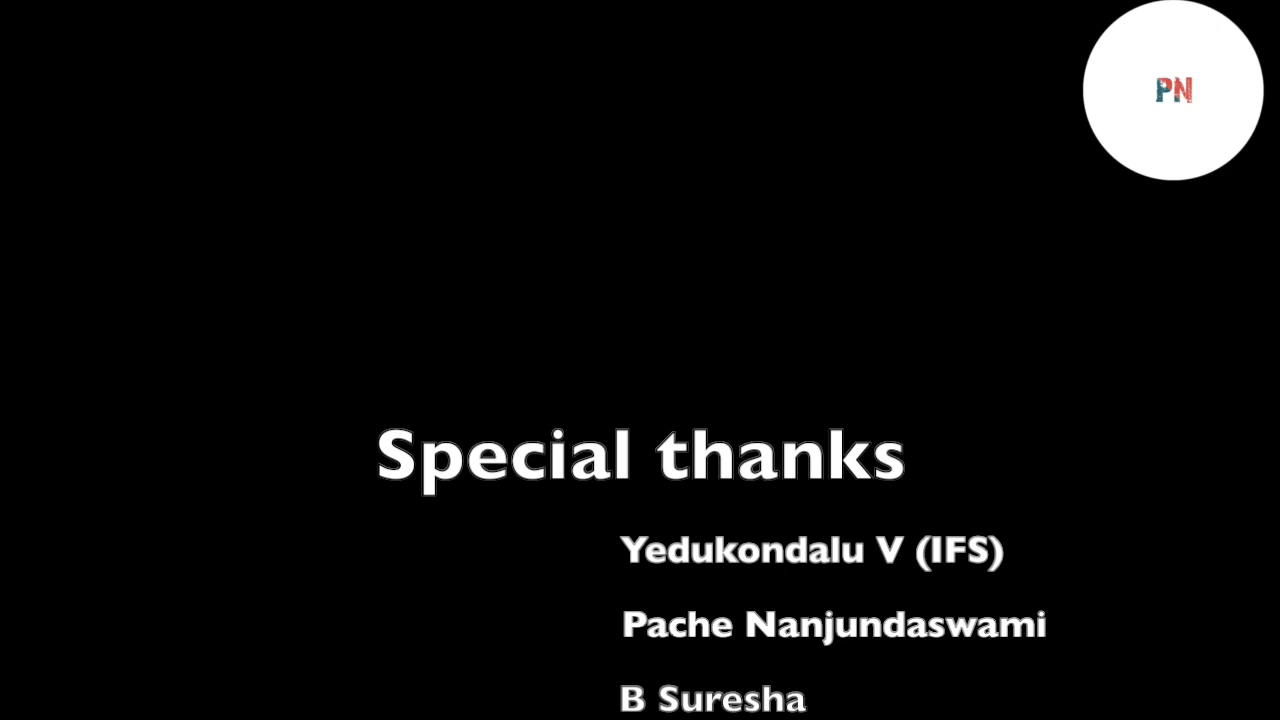 PN
Special thanks
Yedukondalu V (IFS)
Pache Nanjundaswami
B Suresha